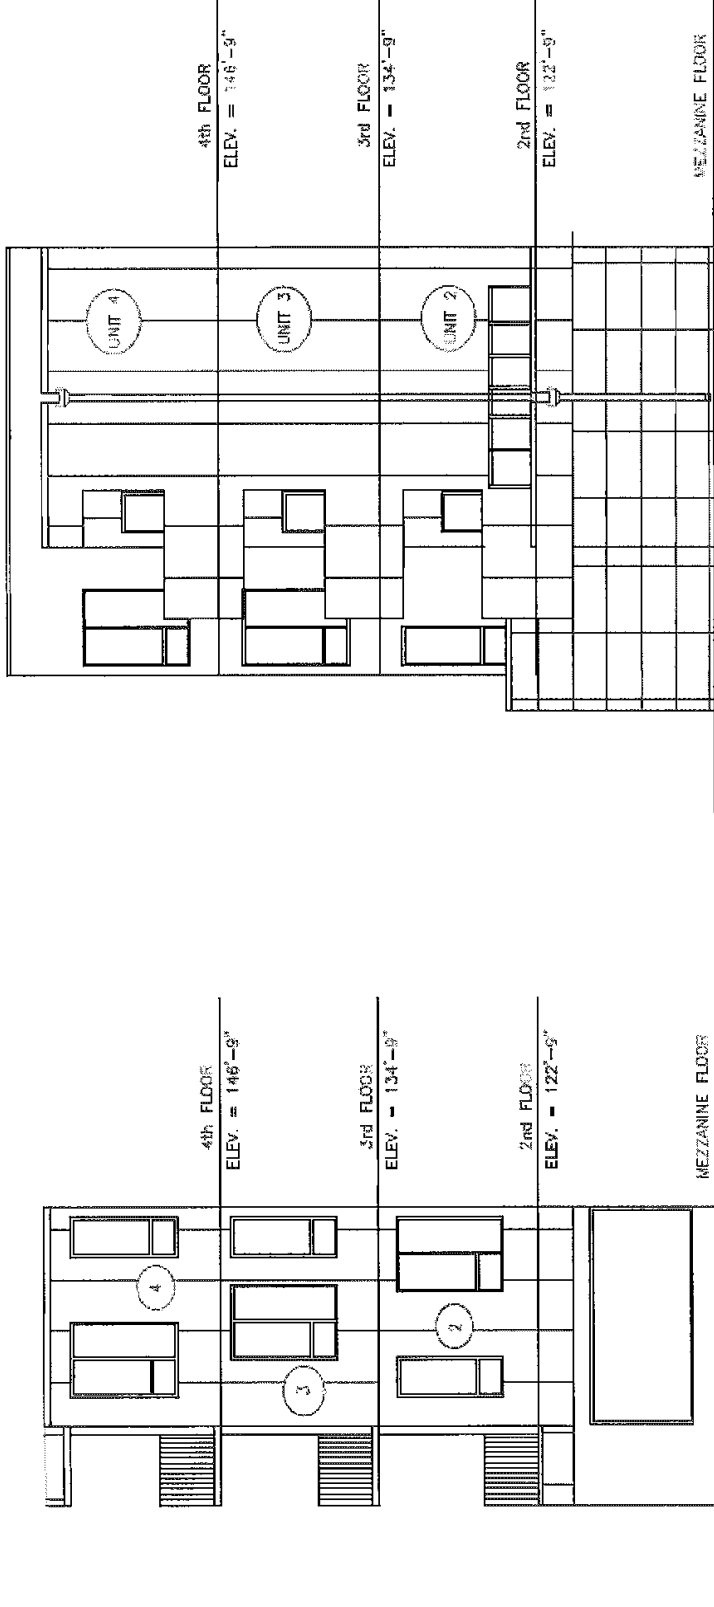 4th FLOOR
ELEV. = 146'-9"
3rd FLOOR
ELEV. = 134'-9"
2nd FLOOR
ELEV. = 122'-9"
MEZZANINE FLOOR
UNIT 4
UNIT 3
UNIT 2
4th FLOOR
ELEV. = 146'-9"
3rd FLOOR
ELEV. = 134'-9"
2nd FLOOR
ELEV. = 122'-9"
MEZZANINE FLOOR
4
3
2